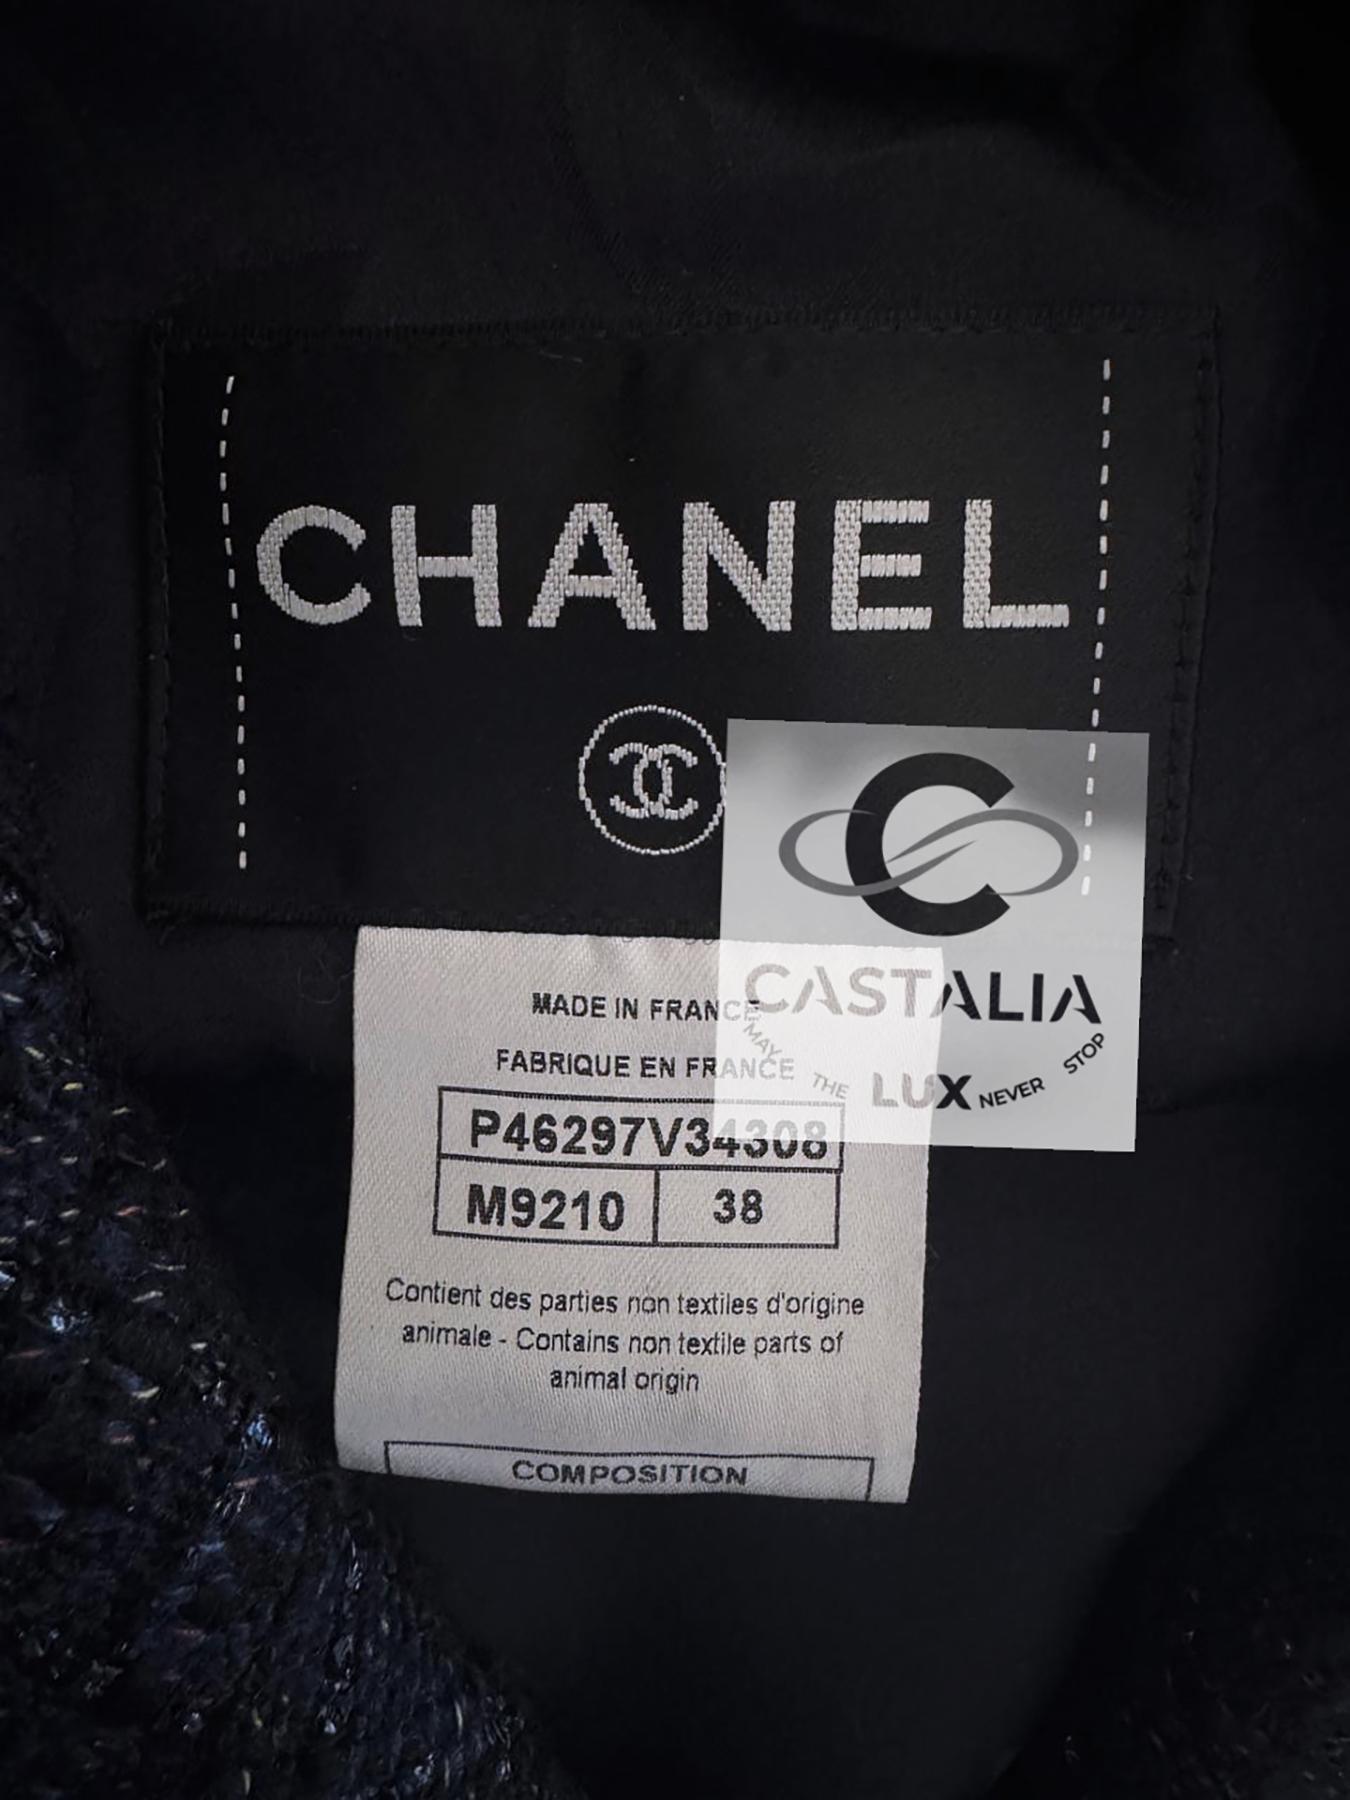 CHANEL
CASTALIA
MAY THE LUX NEVER STOP
MADE IN FRANCE
FABRIQUE EN FRANCE
P46297V34308
M9210 38
Contient des parties non textiles d'origine
animale - Contains non textile parts of
animal origin
COMPOSITION